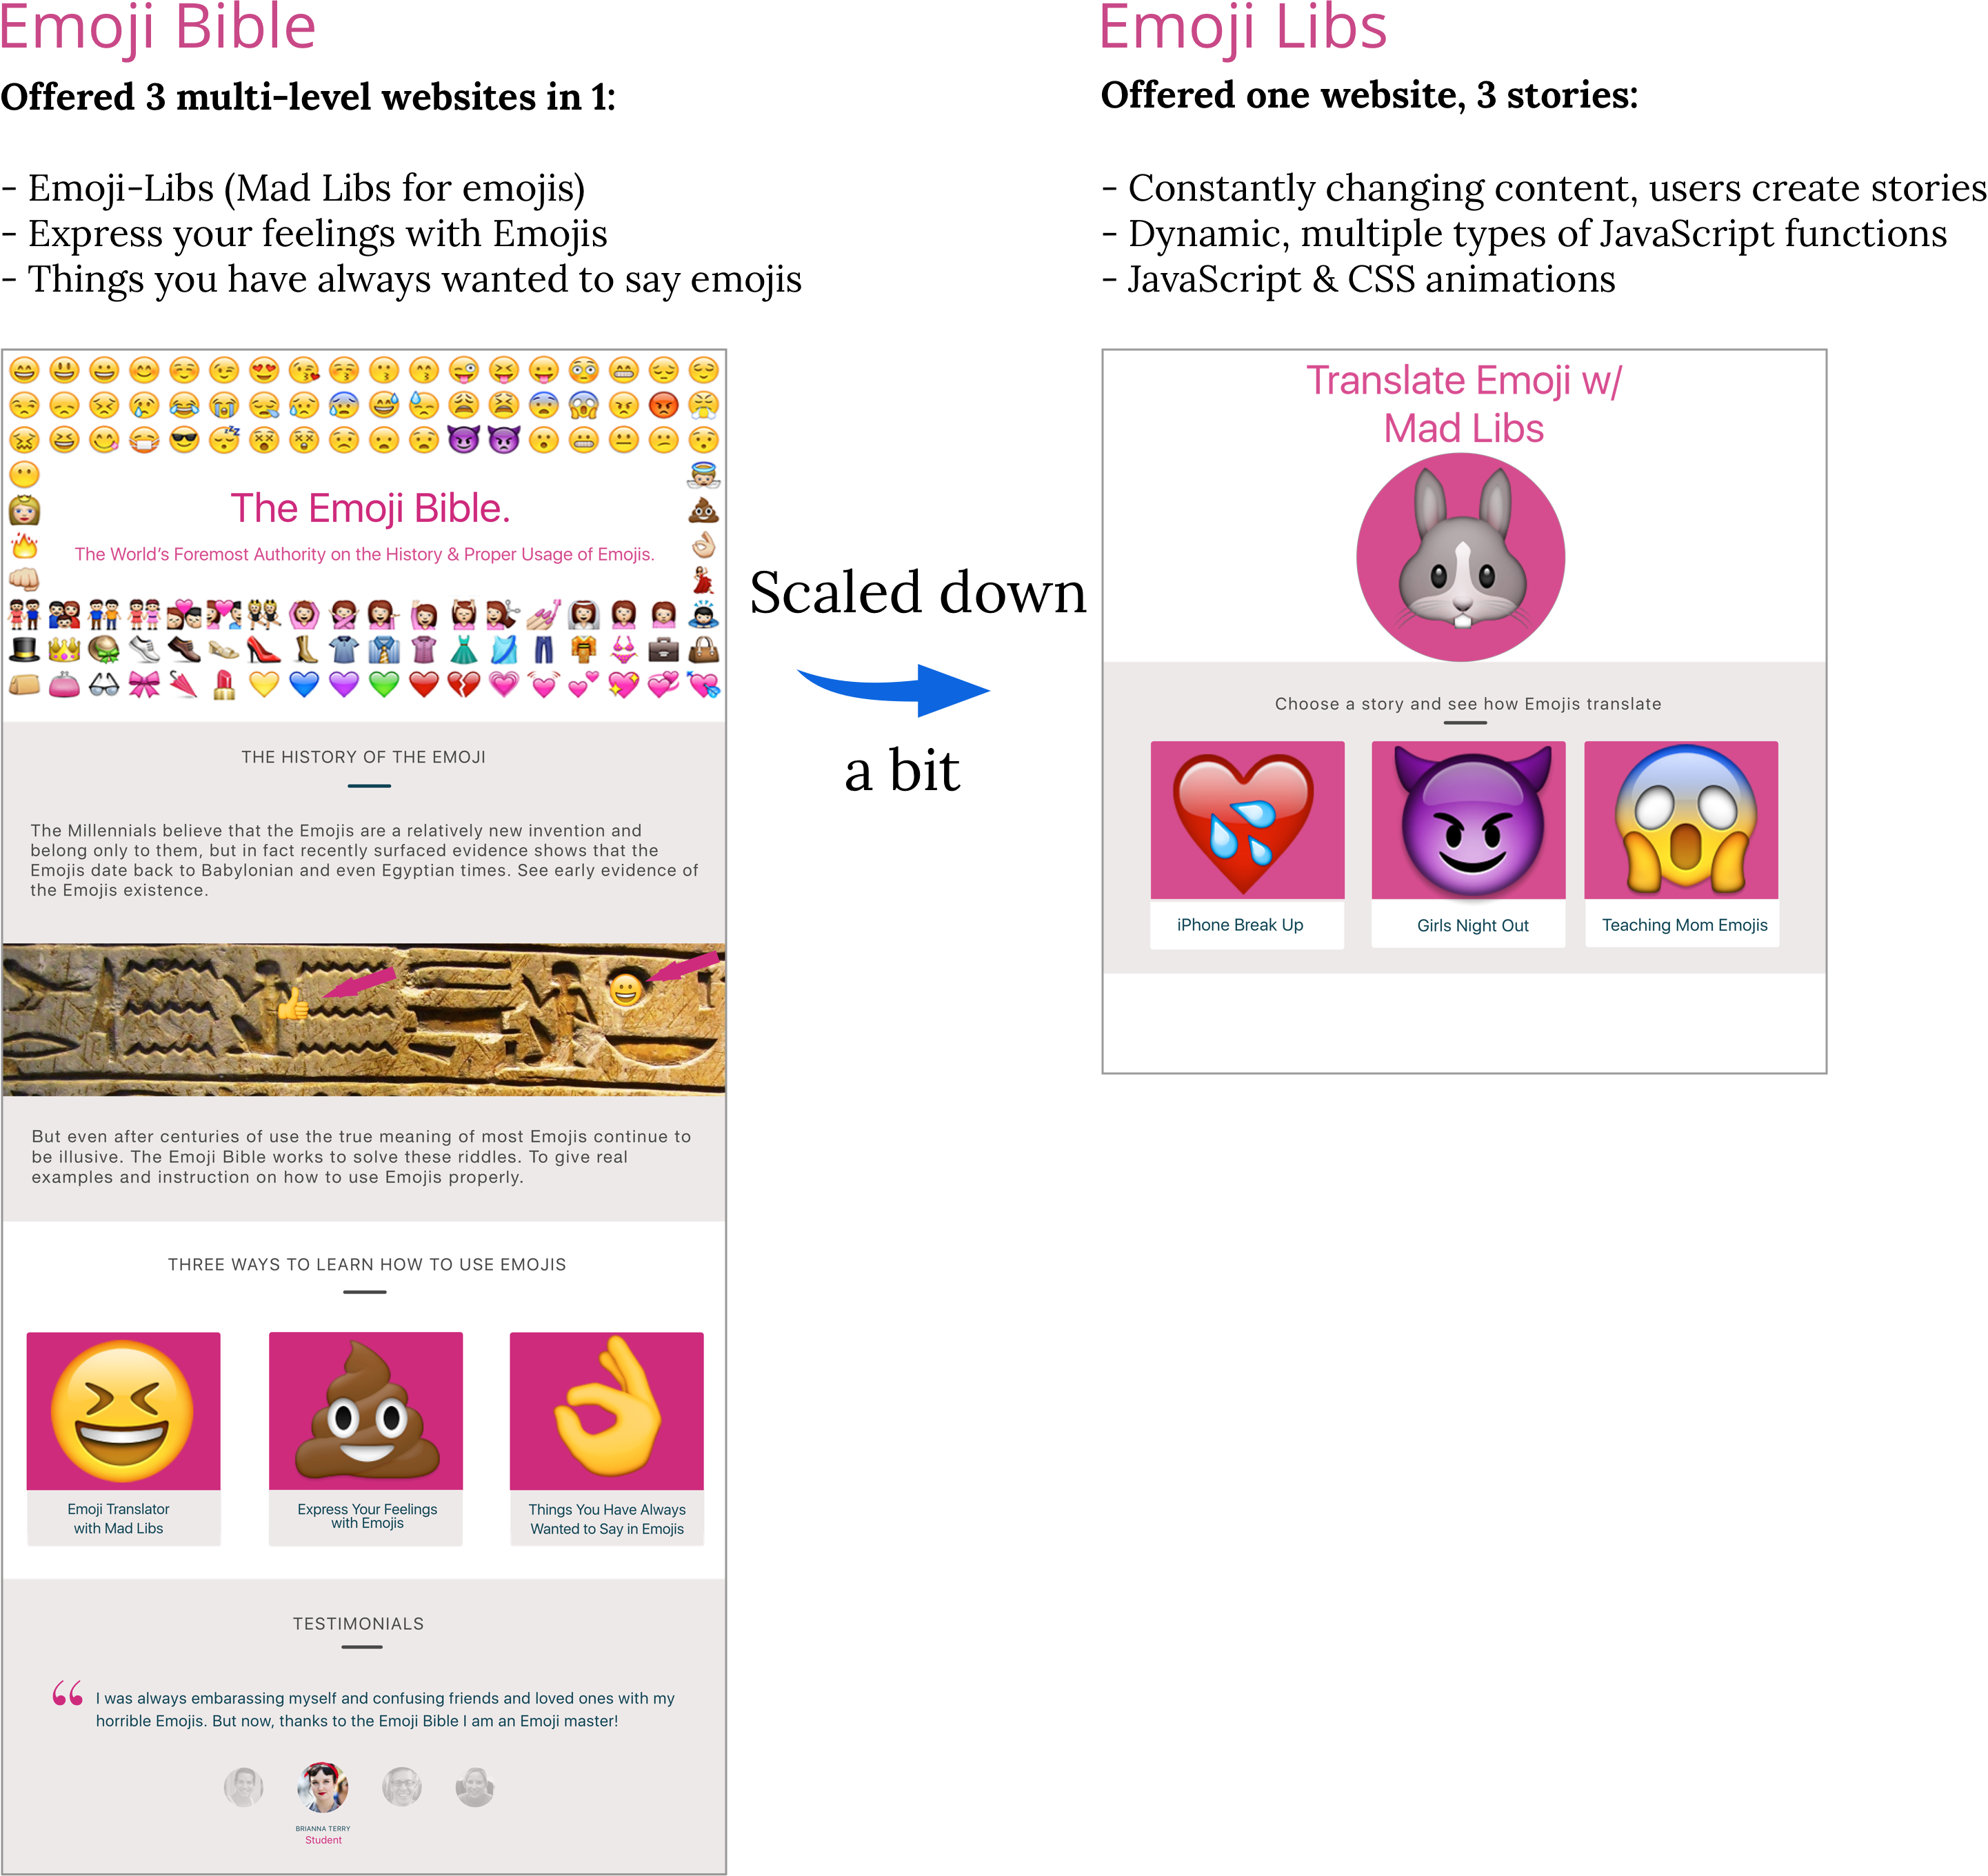 Emoji Bible
Offered 3 multi-level websites in 1:
- Emoji-Libs (Mad Libs for emojis)
- Express your feelings with Emojis
- Things you have always wanted to say emojis
The Emoji Bible.
The World's Foremost Authority on the History & Proper Usage of Emojis.
THE HISTORY OF THE EMOJI
The Millennials believe that the Emojis are a relatively new invention and
belong only to them, but in fact recently surfaced evidence shows that the
Emojis date back to Babylonian and even Egyptian times. See early evidence of
the Emojis existence.
But even after centuries of use the true meaning of most Emojis continue to
be illusive. The Emoji Bible works to solve these riddles. To give real
examples and instruction on how to use Emojis properly.
THREE WAYS TO LEARN HOW TO USE EMOJIS
Emoji Translator
with Mad Libs
Express Your Feelings
with Emojis
Things You Have Always
Wanted to Say in Emojis
TESTIMONIALS
“ I was always embarassing myself and confusing friends and loved ones with my
horrible Emojis. But now, thanks to the Emoji Bible I am an Emoji master!
BRIANNA TERRY
Student
Scaled down
a bit
Emoji Libs
Offered one website, 3 stories:
- Constantly changing content, users create stories
- Dynamic, multiple types of JavaScript functions
- JavaScript & CSS animations
Translate Emoji w/
Mad Libs
Choose a story and see how Emojis translate
iPhone Break Up
Girls Night Out
Teaching Mom Emojis